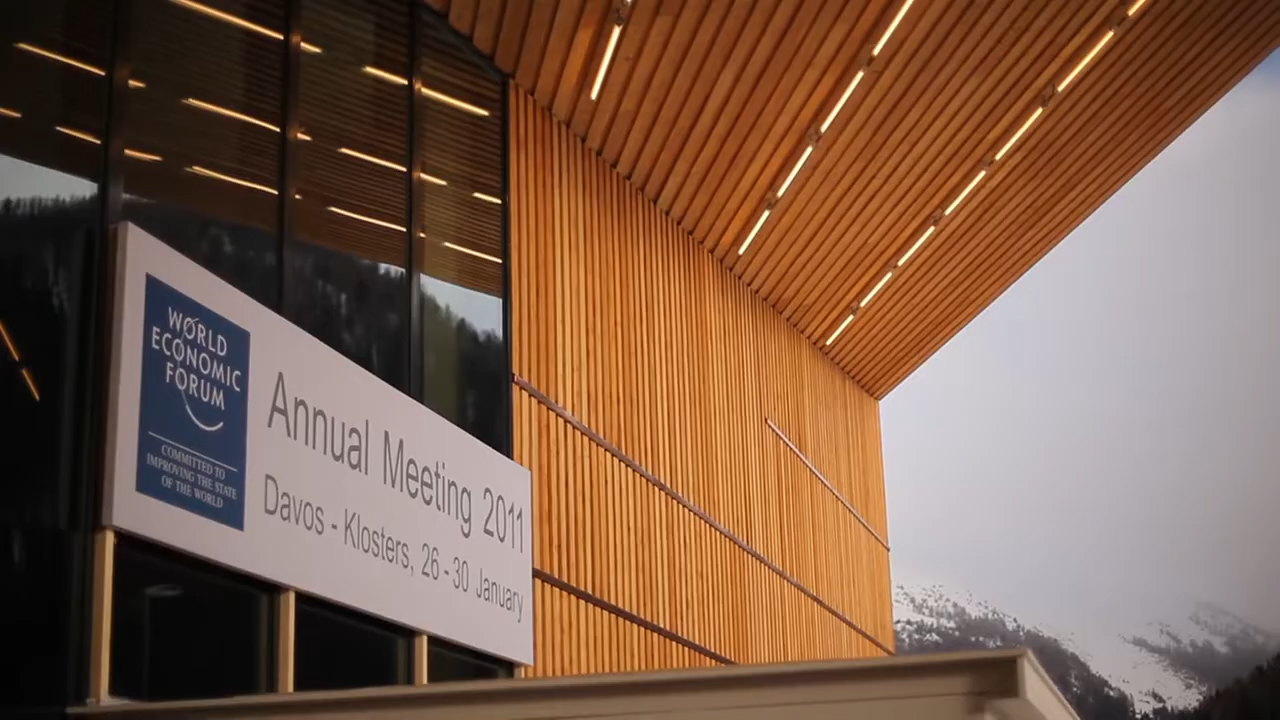 WORLD
ECONOMIC
FORUM
COMMITTED TO
IMPROVING THE STATE
OF THE WORLD
Annual Meeting 2011
Davos - Klosters, 26 - 30 January